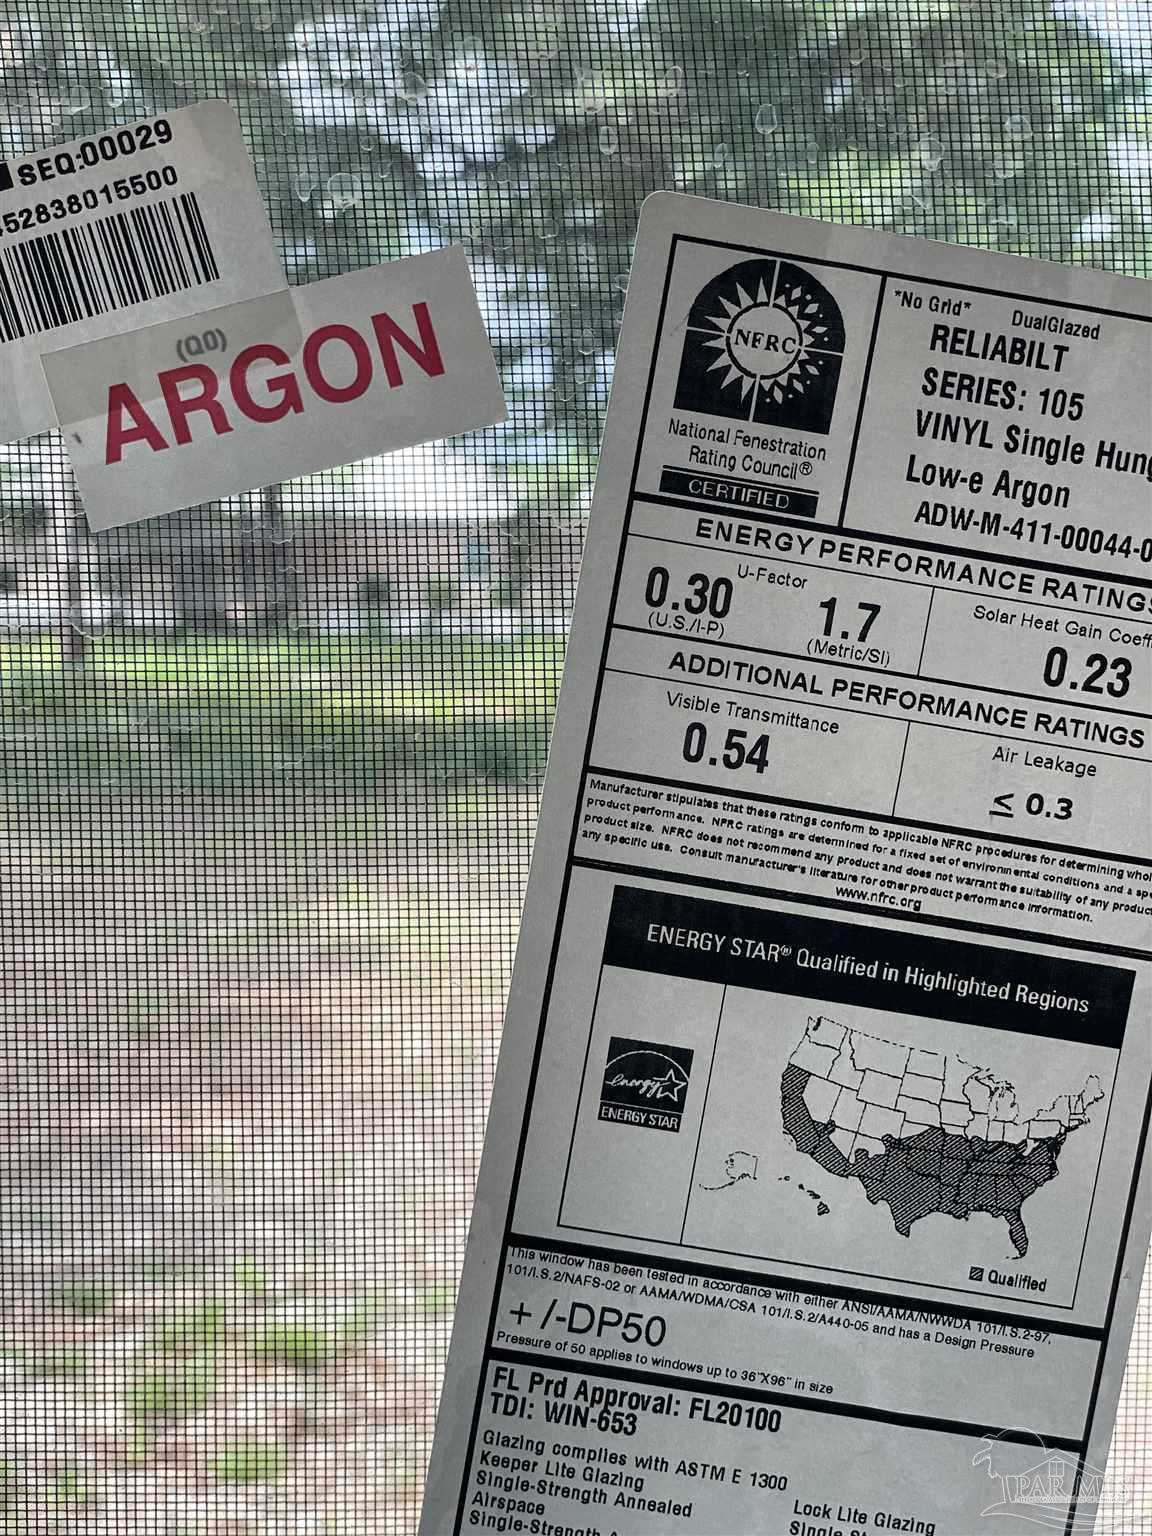 SEQ:00029
52838015500
(Q0)
ARGON
NFRC
National Fenestration
Rating Council®
CERTIFIED
*No Grid* DualGlazed
RELIABILT
SERIES: 105
VINYL Single Hung
Low-e Argon
ADW-M-411-00044-0
ENERGY PERFORMANCE RATINGS
U-Factor
0.30
(U.S./I-P)
1.7
(Metric/SI)
Solar Heat Gain Coeff
0.23
ADDITIONAL PERFORMANCE RATINGS
Visible Transmittance
0.54
Air Leakage
≤ 0.3
Manufacturer stipulates that these ratings conform to applicable NFRC procedures for determining whol
product performance. NFRC ratings are determined for a fixed set of environmental conditions and a spe
product size. NFRC does not recommend any product and does not warrant the suitability of any product
any specific use. Consult manufacturer's literature for other product performance information.
www.nfrc.org
ENERGY STAR® Qualified in Highlighted Regions
energy
ENERGY STAR
Qualified
This window has been tested in accordance with either ANSI/AAMA/NWWDA 101/I.S.2-97,
101/I.S.2/NAFS-02 or AAMA/WDMA/CSA 101/I.S.2/A440-05 and has a Design Pressure
+/-DP50
Pressure of 50 applies to windows up to 36"X96" in size
FL Prd Approval: FL20100
TDI: WIN-653
Glazing complies with ASTM E 1300
Keeper Lite Glazing
Single-Strength Annealed
Airspace
Single-Strength
Lock Lite Glazing
PAR MLS